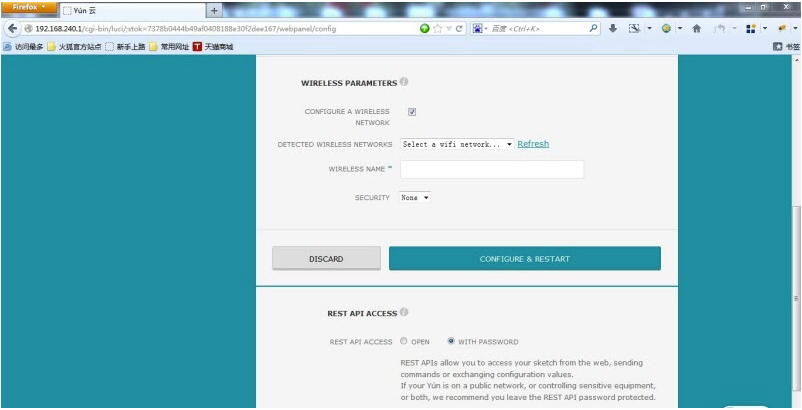 Firefox
Yún 云
192.168.240.1/cgi-bin/luci/;stok=7378b0444b49af0408188e30f2dee167/webpanel/config
百度 <Ctrl+K>
访问最多 火狐官方站点 新手上路 常用网址 天猫商城
书签
WIRELESS PARAMETERS
CONFIGURE A WIRELESS
NETWORK
DETECTED WIRELESS NETWORKS Select a wifi network... Refresh
WIRELESS NAME *
SECURITY None
DISCARD CONFIGURE & RESTART
REST API ACCESS
REST API ACCESS OPEN WITH PASSWORD
REST APIs allow you to access your sketch from the web, sending
commands or exchanging configuration values.
If your Yún is on a public network, or controlling sensitive equipment,
or both, we recommend you leave the REST API password protected.